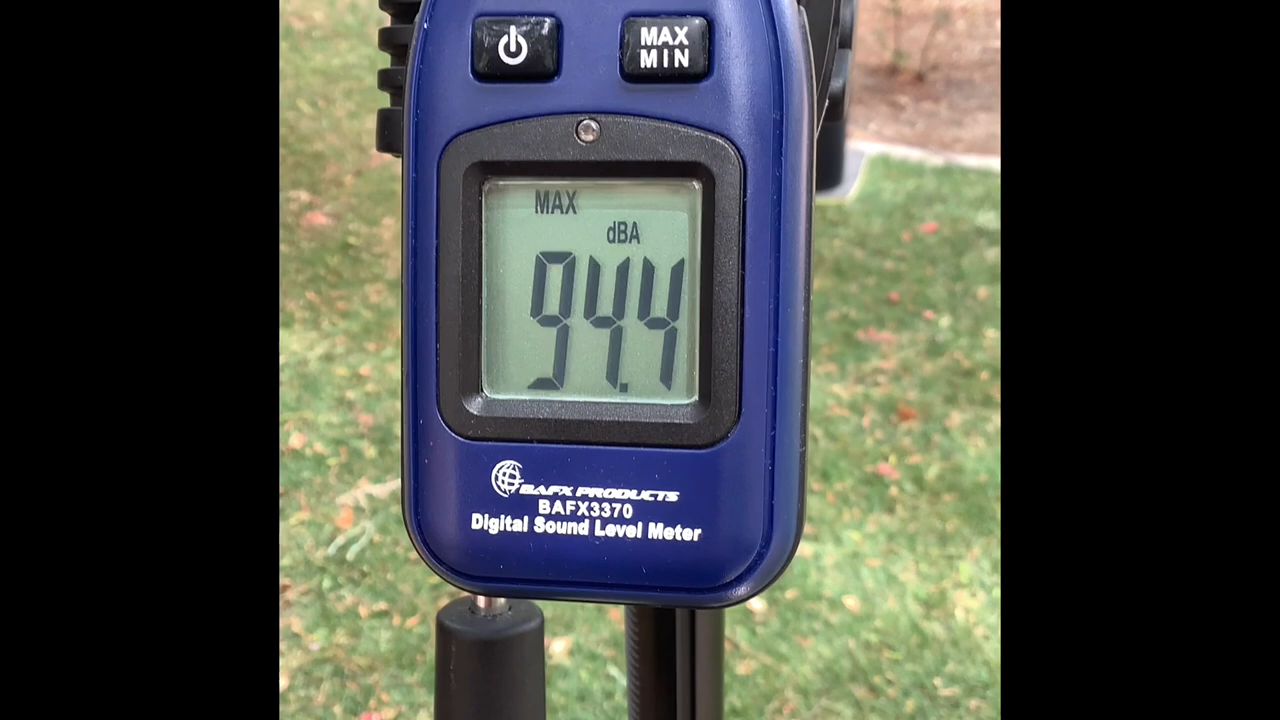 MAX
MIN
MAX
dBA
94.4
BAFX PRODUCTS
BAFX3370
Digital Sound Level Meter